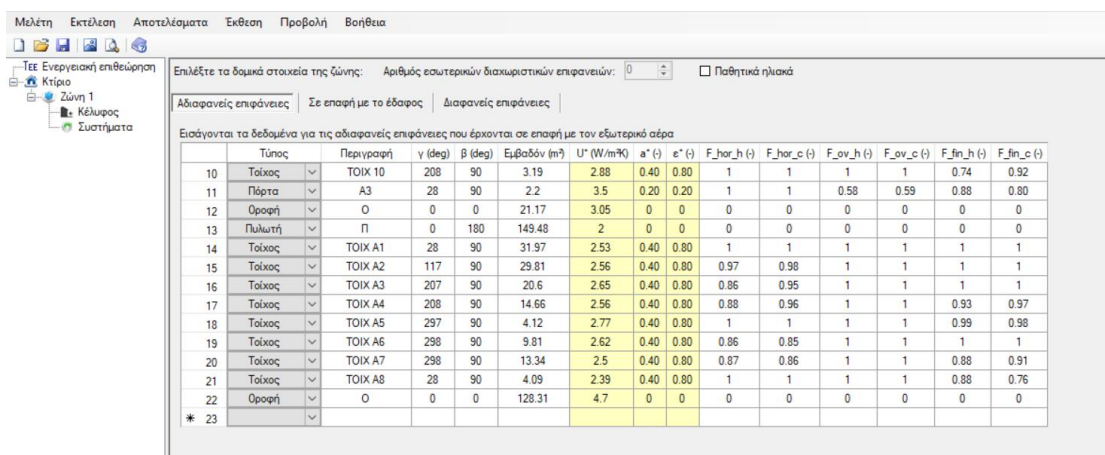 Μελέτη Εκτέλεση Αποτελέσματα Έκθεση Προβολή Βοήθεια
ΤΕΕ Ενεργειακή επιθεώρηση
Κτίριο
Ζώνη 1
Κέλυφος
Συστήματα
Επιλέξτε τα δομικά στοιχεία της ζώνης: Αριθμός εσωτερικών διαχωριστικών επιφανειών: 0 Παθητικά ηλιακά
Αδιαφανείς επιφάνειες Σε επαφή με το έδαφος Διαφανείς επιφάνειες
Εισάγονται τα δεδομένα για τις αδιαφανείς επιφάνειες που έρχονται σε επαφή με τον εξωτερικό αέρα
Τύπος Περιγραφή γ (deg) β (deg) Εμβαδόν (m²) U* (W/m²K) a* (-) ε* (-) F_hor_h (-) F_hor_c (-) F_ov_h (-) F_ov_c (-) F_fin_h (-) F_fin_c (-)
10 Τοίχος ΤΟΙΧ 10 208 90 3.19 2.88 0.40 0.80 1 1 1 1 0.74 0.92
11 Πόρτα Α3 28 90 2.2 3.5 0.20 0.20 1 1 0.58 0.59 0.88 0.80
12 Οροφή Ο 0 0 21.17 3.05 0 0 0 0 0 0 0 0
13 Πυλωτή Π 0 180 149.48 2 0 0 0 0 0 0 0 0
14 Τοίχος ΤΟΙΧ Α1 28 90 31.97 2.53 0.40 0.80 1 1 1 1 1 1
15 Τοίχος ΤΟΙΧ Α2 117 90 29.81 2.56 0.40 0.80 0.97 0.98 1 1 1 1
16 Τοίχος ΤΟΙΧ Α3 207 90 20.6 2.65 0.40 0.80 0.86 0.95 1 1 1 1
17 Τοίχος ΤΟΙΧ Α4 208 90 14.66 2.56 0.40 0.80 0.88 0.96 1 1 0.93 0.97
18 Τοίχος ΤΟΙΧ Α5 297 90 4.12 2.77 0.40 0.80 1 1 1 1 0.99 0.98
19 Τοίχος ΤΟΙΧ Α6 298 90 9.81 2.62 0.40 0.80 0.86 0.85 1 1 1 1
20 Τοίχος ΤΟΙΧ Α7 298 90 13.34 2.5 0.40 0.80 0.87 0.86 1 1 0.88 0.91
21 Τοίχος ΤΟΙΧ Α8 28 90 4.09 2.39 0.40 0.80 1 1 1 1 0.88 0.76
22 Οροφή Ο 0 0 128.31 4.7 0 0 0 0 0 0 0 0
* 23